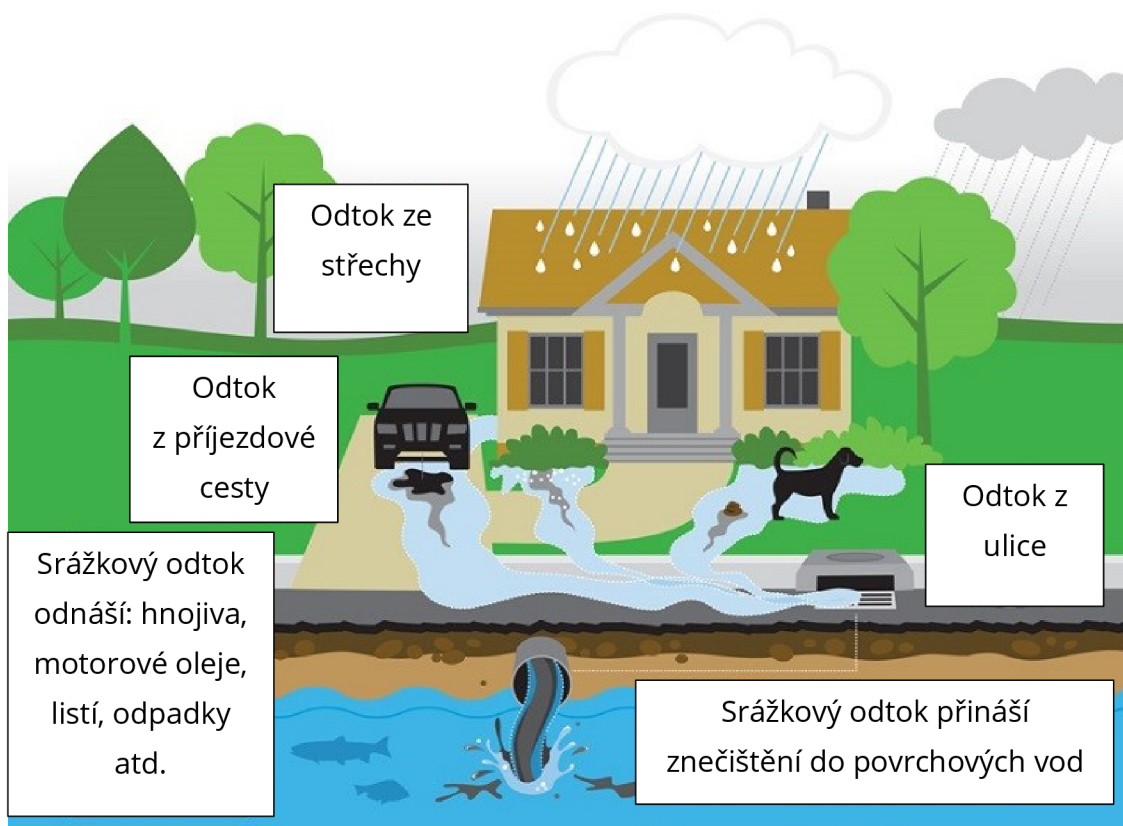 Odtok ze
střechy
Odtok
z příjezdové
cesty
Odtok z
ulice
Srážkový odtok
odnáší: hnojiva,
motorové oleje,
listí, odpadky
atd.
Srážkový odtok přináší
znečištění do povrchových vod